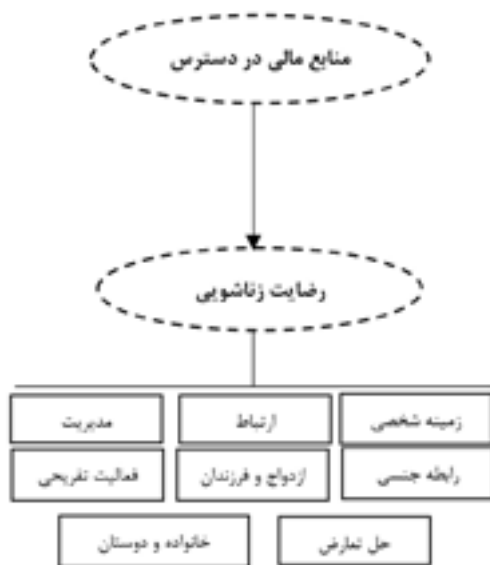 منابع مالی در دسترس
رضایت زناشویی
زمینه شخصی
ارتباط
مدیریت
رابطه جنسی
ازدواج و فرزندان
فعالیت تفریحی
حل تعارض
خانواده و دوستان